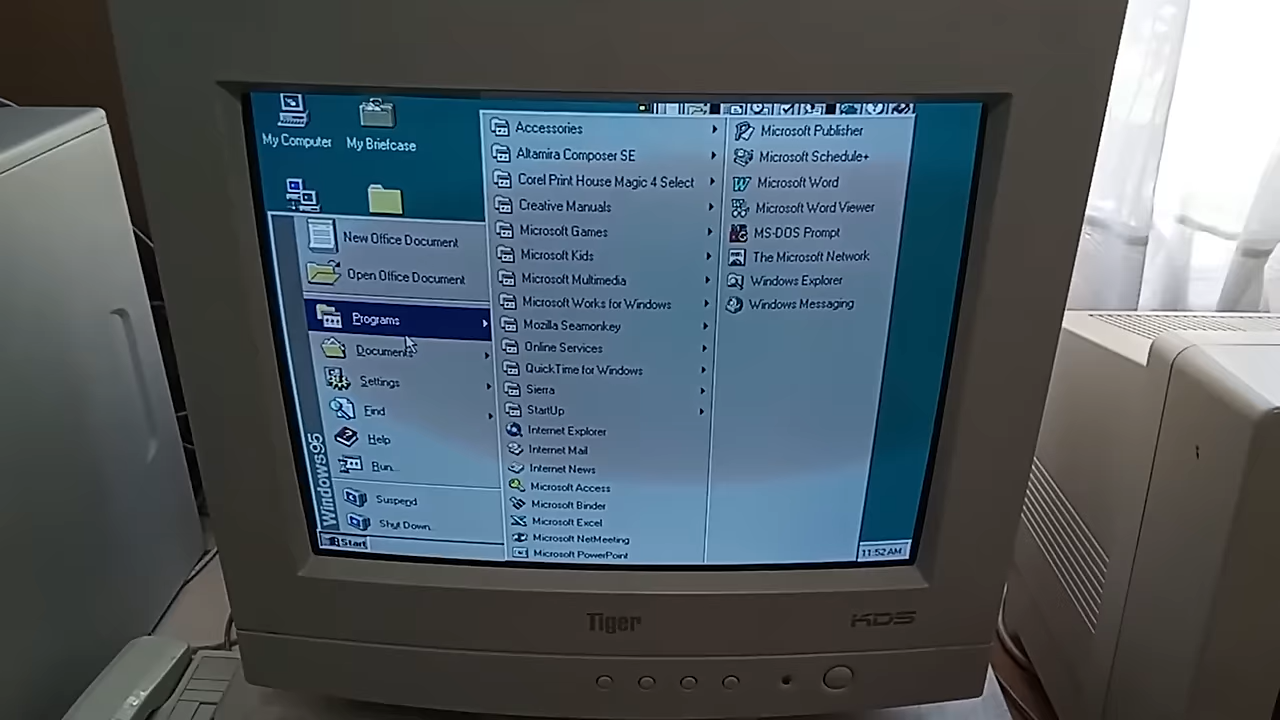 My Computer
My Briefcase
New Office Document
Open Office Document
Programs
Documents
Settings
Find
Help
Run...
Suspend
Shut Down...
Windows95
Start
Accessories
Altamira Composer SE
Corel Print House Magic 4 Select
Creative Manuals
Microsoft Games
Microsoft Kids
Microsoft Multimedia
Microsoft Works for Windows
Mozilla Seamonkey
Online Services
QuickTime for Windows
Sierra
StartUp
Internet Explorer
Internet Mail
Internet News
Microsoft Access
Microsoft Binder
Microsoft Excel
Microsoft NetMeeting
Microsoft PowerPoint
Microsoft Publisher
Microsoft Schedule+
Microsoft Word
Microsoft Word Viewer
MS-DOS Prompt
The Microsoft Network
Windows Explorer
Windows Messaging
11:52 AM
Tiger
KDS